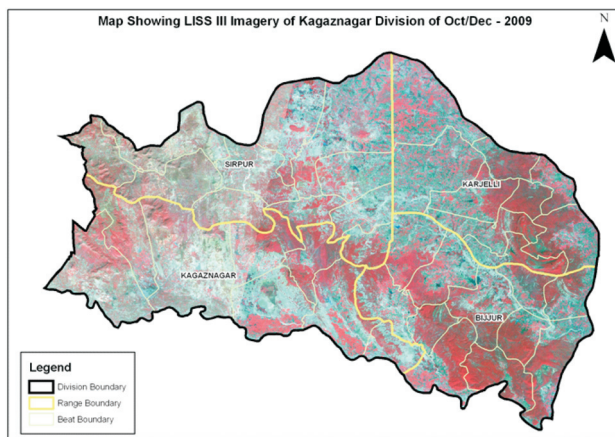 Map Showing LISS III Imagery of Kagaznagar Division of Oct/Dec - 2009
N
SIRPUR
KARJELLI
KAGAZNAGAR
BIJJUR
Legend
Division Boundary
Range Boundary
Beat Boundary